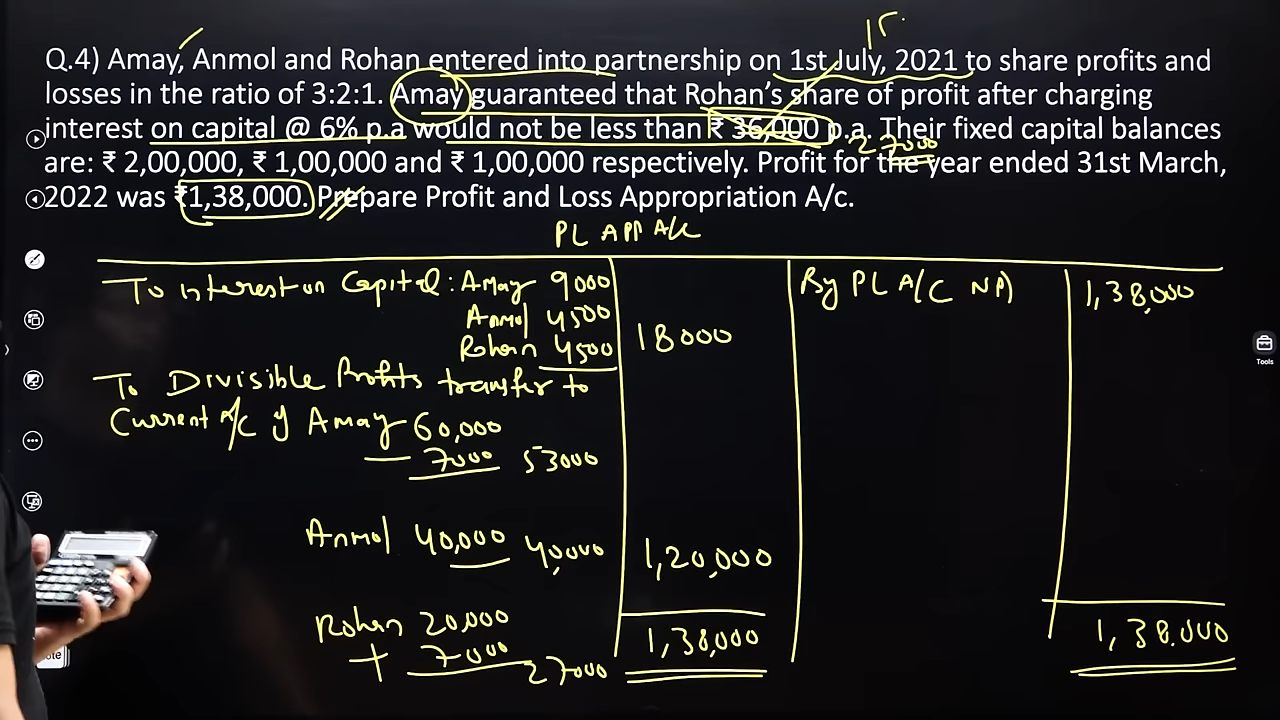 15.
Q.4) Amay, Anmol and Rohan entered into partnership on 1st July, 2021 to share profits and
losses in the ratio of 3:2:1. Amay guaranteed that Rohan's share of profit after charging
interest on capital @ 6% p.a would not be less than ₹ 36,000 p.a. Their fixed capital balances
27000
are: ₹ 2,00,000, ₹ 1,00,000 and ₹ 1,00,000 respectively. Profit for the year ended 31st March,
2022 was ₹1,38,000. Prepare Profit and Loss Appropriation A/c.
PL APP A/c
To interest on Capital: Amay 9000 By PL A/C NP) 1,38,000
Anmol 4500
Rohan 4500 18000
To Divisible Profits transfer to
Current A/c of Amay 60,000
7000 53000
Anmol 40,000 40,000 1,20,000
Rohan 20,000
+ 7000 27000 1,38,000 1,38,000
Tools